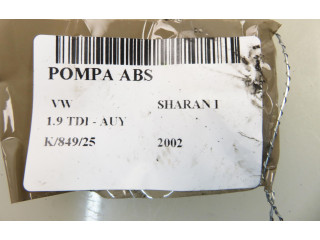 POMPA ABS
VW SHARAN I
1.9 TDI - AUY
K/849/25 2002